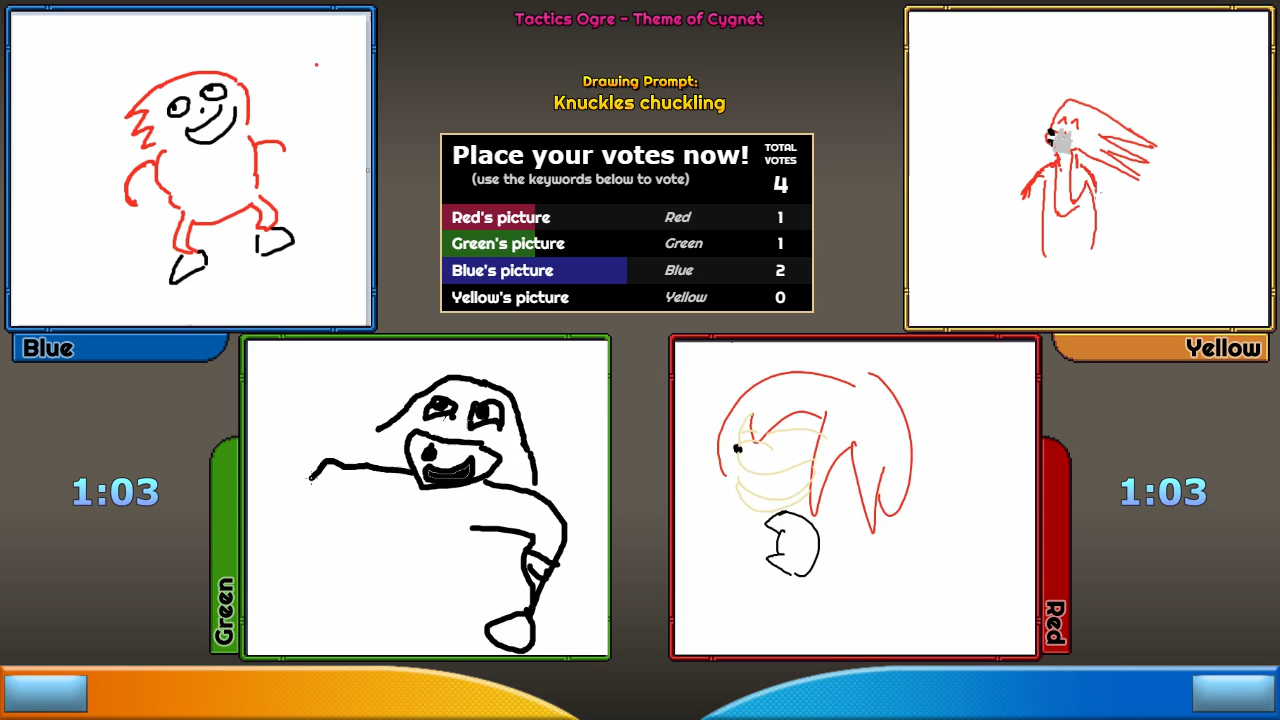 Tactics Ogre - Theme of Cygnet
Drawing Prompt:
Knuckles chuckling
Place your votes now!
(use the keywords below to vote)
TOTAL
VOTES
4
Red's picture Red 1
Green's picture Green 1
Blue's picture Blue 2
Yellow's picture Yellow 0
Blue
Yellow
1:03
Green
1:03
Red